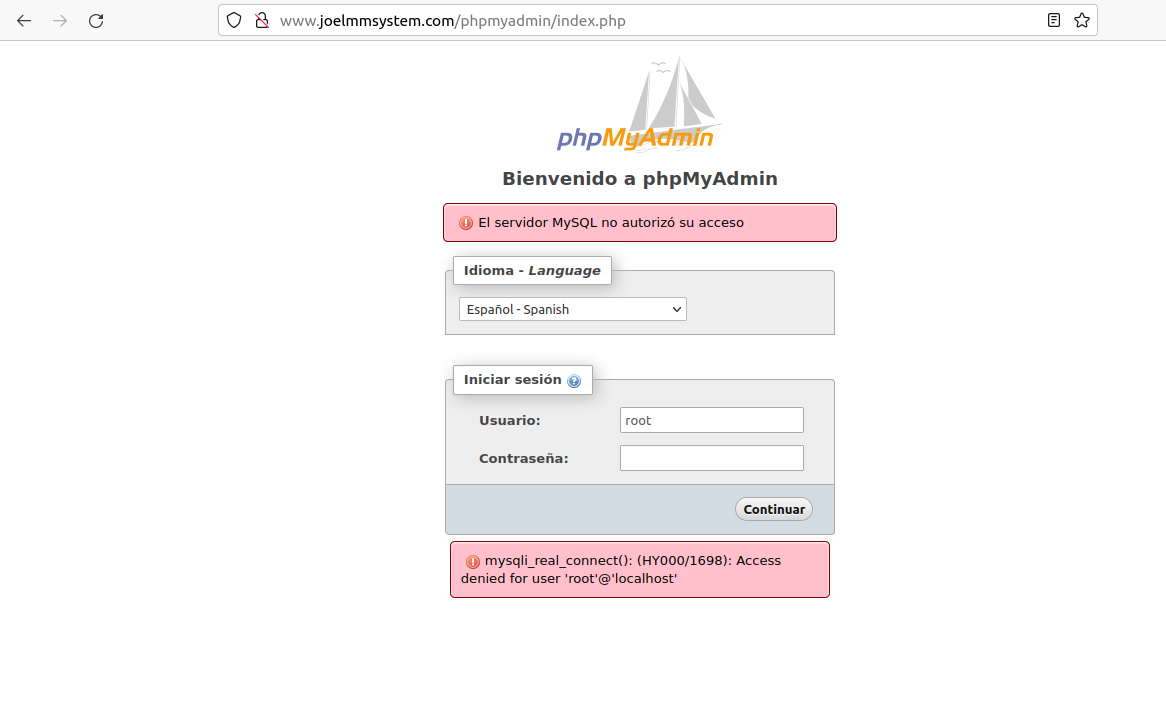 www.joelmmsystem.com/phpmyadmin/index.php
phpMyAdmin
Bienvenido a phpMyAdmin
El servidor MySQL no autorizó su acceso
Idioma - Language
Español - Spanish
Iniciar sesión
Usuario: root
Contraseña:
Continuar
mysqli_real_connect(): (HY000/1698): Access
denied for user 'root'@'localhost'